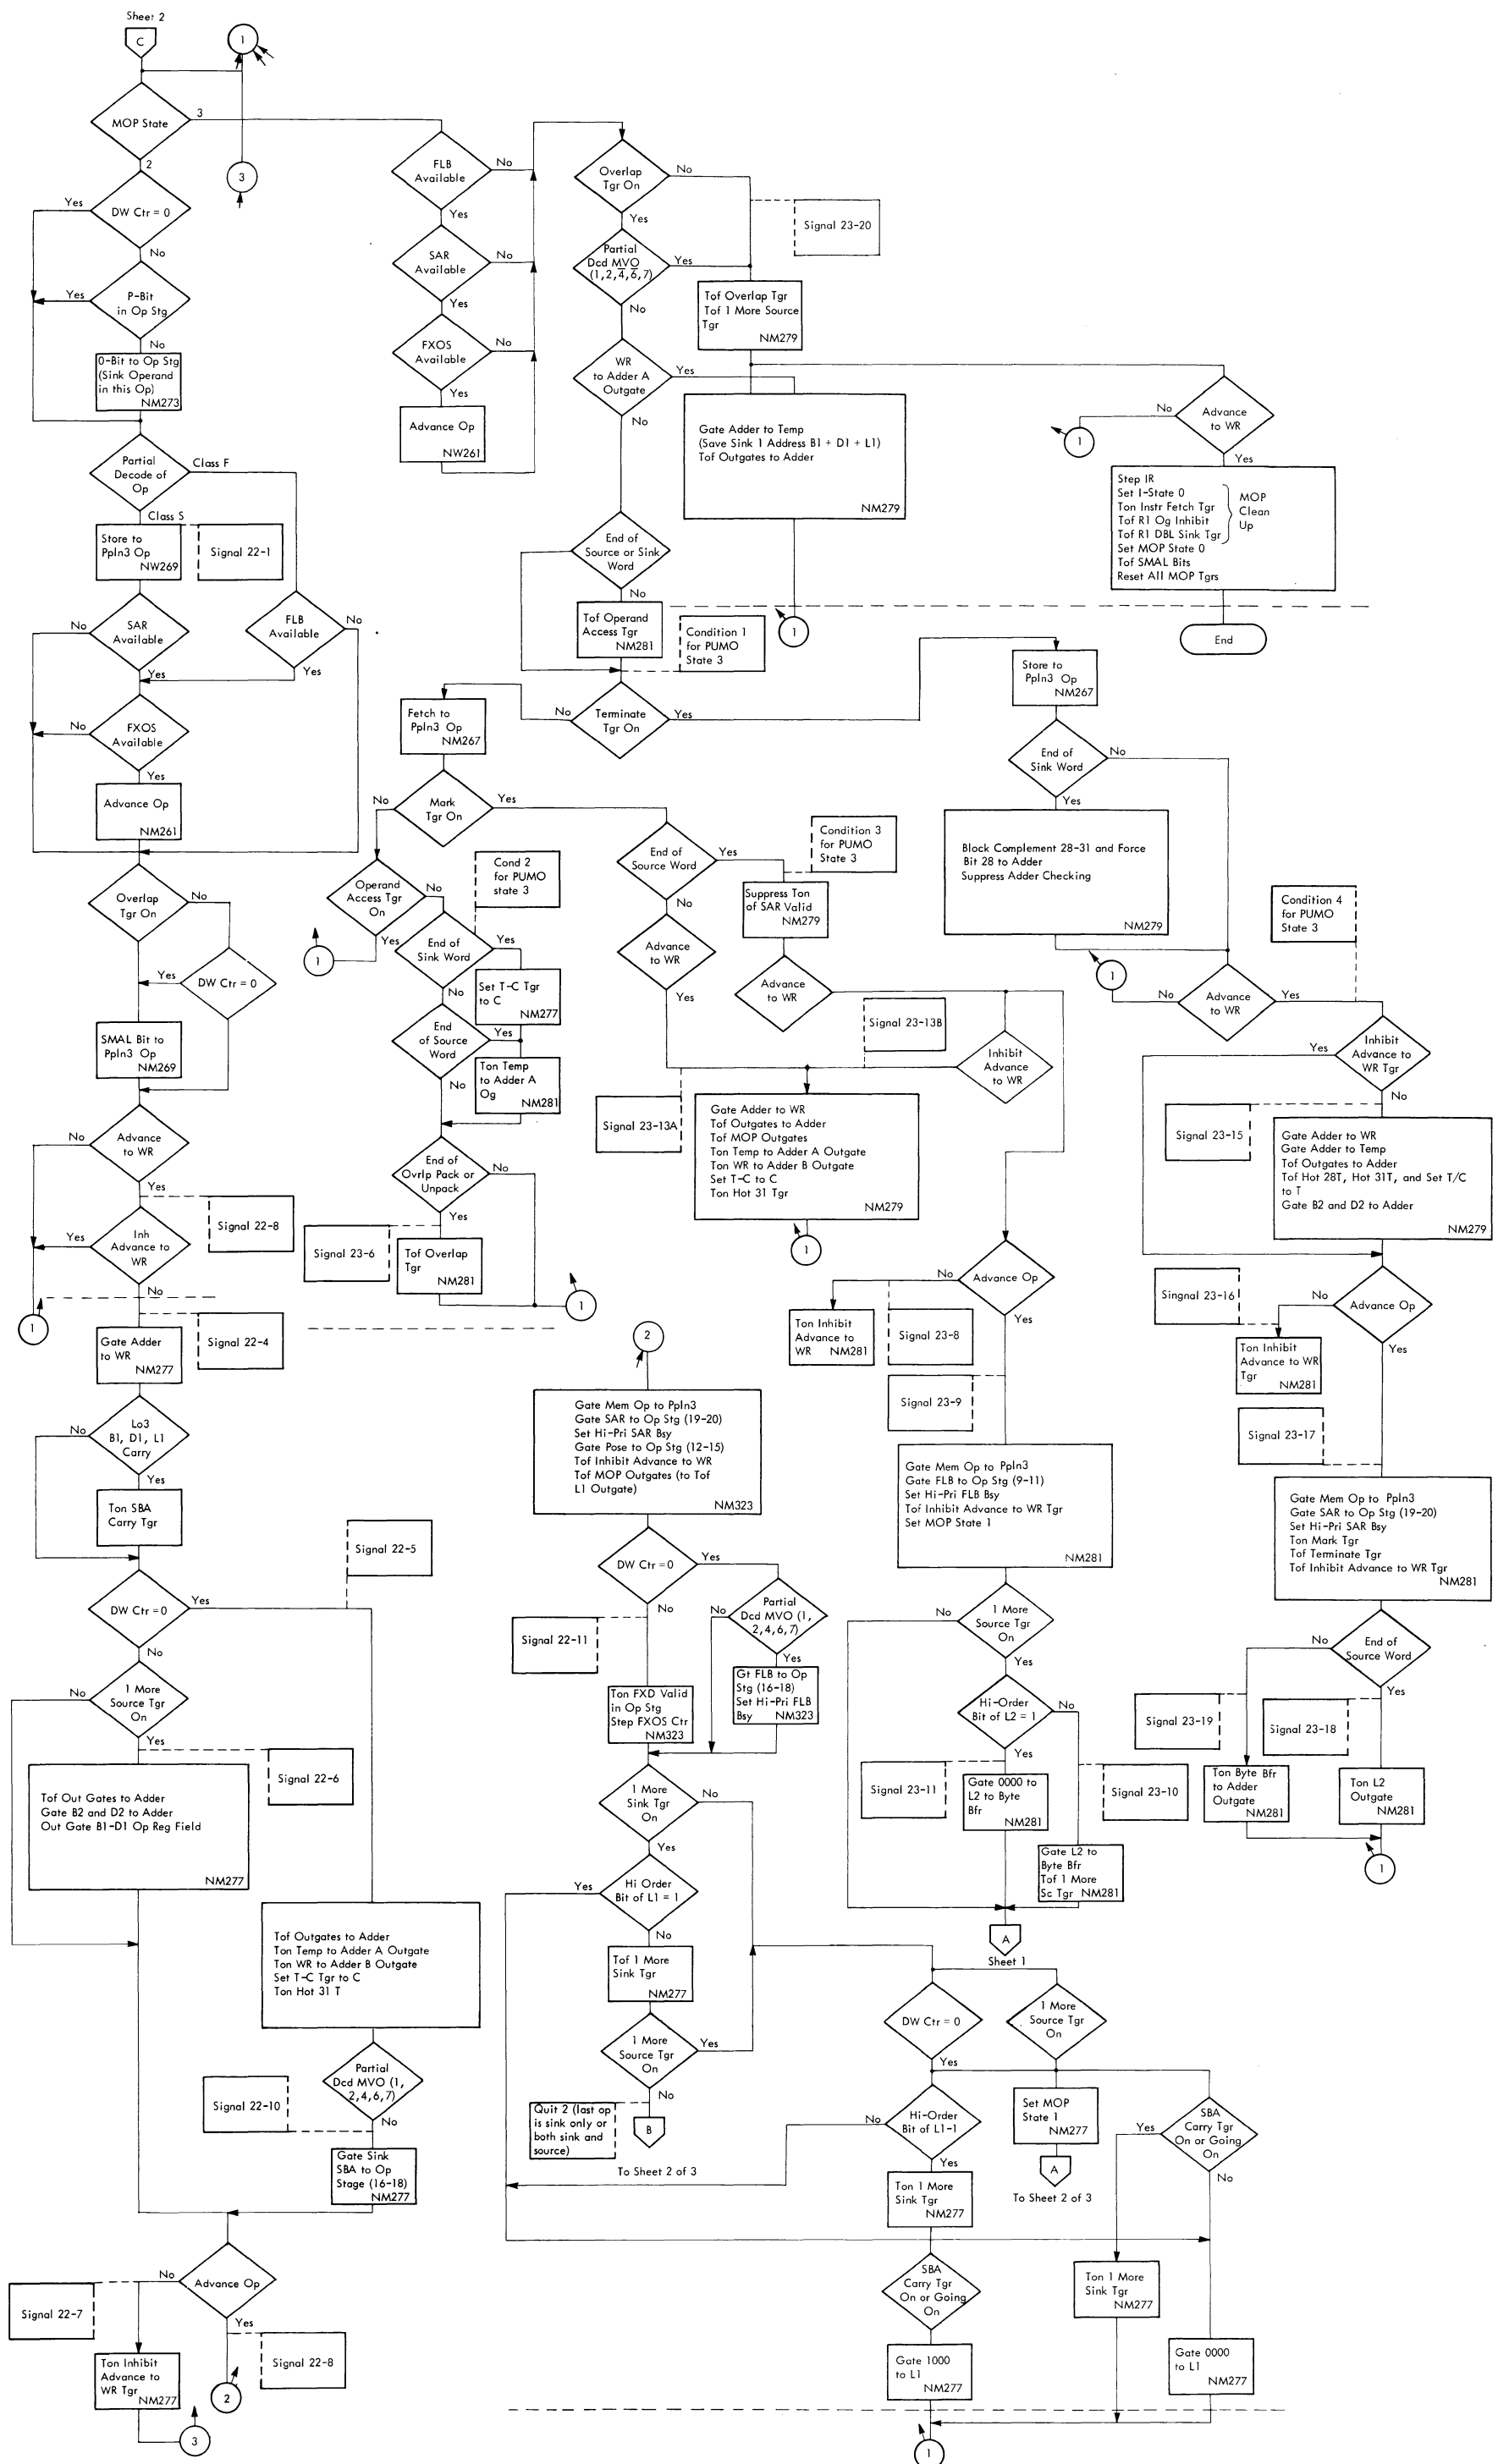 Sheet 2
C
1
MOP State
3
2
3
DW Ctr = 0
Yes
No
P-Bit
in Op Stg
Yes
No
0-Bit to Op Stg
(Sink Operand
in this Op)
NM273
Partial
Decode of
Op
Class F
Class S
Store to
PpIn3 Op
NW269
Signal 22-1
SAR
Available
No
Yes
FLB
Available
No
Yes
FXOS
Available
No
Yes
Advance Op
NM261
Overlap
Tgr On
No
DW Ctr = 0
Yes
SMAL Bit to
PpIn3 Op
NM269
Advance
to WR
No
Yes
Signal 22-8
Inh
Advance to
WR
Yes
No
1
Signal 22-4
Gate Adder
to WR
NM277
Lo3
B1, D1, L1
Carry
No
Yes
Ton SBA
Carry Tgr
Signal 22-5
DW Ctr = 0
Yes
No
1 More
Source Tgr
On
No
Yes
Signal 22-6
Tof Out Gates to Adder
Gate B2 and D2 to Adder
Out Gate B1-D1 Op Reg Field
NM277
Tof Outgates to Adder
Ton Temp to Adder A Outgate
Ton WR to Adder B Outgate
Set T-C Tgr to C
Ton Hot 31 T
Partial
Dcd MVO (1,
2,4,6,7)
Signal 22-10
No
Gate Sink
SBA to Op
Stage (16-18)
NM277
Advance Op
No
Yes
Signal 22-7
Signal 22-8
Ton Inhibit
Advance to
WR Tgr
NM277
2
3
FLB
Available
No
Yes
SAR
Available
No
Yes
FXOS
Available
No
Yes
Advance Op
NW261
Overlap
Tgr On
No
Yes
Signal 23-20
Partial
Dcd MVO
(1,2,4,6,7)
Yes
No
Tof Overlap Tgr
Tof 1 More Source
Tgr
NM279
WR
to Adder A
Outgate
Yes
No
Gate Adder to Temp
(Save Sink 1 Address B1 + D1 + L1)
Tof Outgates to Adder
NM279
1
Advance
to WR
No
Yes
1
Step IR
Set I-State 0
Ton Instr Fetch Tgr
Tof R1 Og Inhibit
Tof R1 DBL Sink Tgr
Set MOP State 0
Tof SMAL Bits
Reset All MOP Tgrs
MOP
Clean
Up
End
End of
Source or Sink
Word
No
Tof Operand
Access Tgr
NM281
Condition 1
for PUMO
State 3
Terminate
Tgr On
No
Yes
Fetch to
PpIn3 Op
NM267
Mark
Tgr On
No
Yes
Operand
Access Tgr
On
No
Yes
1
Cond 2
for PUMO
state 3
End of
Sink Word
Yes
No
Set T-C Tgr
to C
NM277
End
of Source
Word
Yes
No
Ton Temp
to Adder A
Og
NM281
End of
Ovrlp Pack or
Unpack
No
Yes
Signal 23-6
Tof Overlap
Tgr
NM281
1
End of
Source Word
Yes
No
Condition 3
for PUMO
State 3
Suppress Ton
of SAR Valid
NM279
Advance
to WR
Yes
Advance
to WR
Signal 23-13B
Inhibit
Advance
to WR
Signal 23-13A
Gate Adder to WR
Tof Outgates to Adder
Tof MOP Outgates
Ton Temp to Adder A Outgate
Ton WR to Adder B Outgate
Set T-C to C
Ton Hot 31 Tgr
NM279
1
Advance Op
No
Yes
Ton Inhibit
Advance to
WR NM281
Signal 23-8
Signal 23-9
Gate Mem Op to PpIn3
Gate FLB to Op Stg (9-11)
Set Hi-Pri FLB Bsy
Tof Inhibit Advance to WR Tgr
Set MOP State 1
NM281
1 More
Source Tgr
On
No
Yes
Hi-Order
Bit of L2 = 1
No
Yes
Signal 23-11
Gate 0000 to
L2 to Byte
Bfr
NM281
Signal 23-10
Gate L2 to
Byte Bfr
Tof 1 More
Sc Tgr NM281
A
Sheet 1
Store to
PpIn3 Op
NM267
End of
Sink Word
No
Yes
Block Complement 28-31 and Force
Bit 28 to Adder
Suppress Adder Checking
NM279
1
Advance
to WR
No
Yes
Condition 4
for PUMO
State 3
Inhibit
Advance to
WR Tgr
Yes
No
Signal 23-15
Gate Adder to WR
Gate Adder to Temp
Tof Outgates to Adder
Tof Hot 28T, Hot 31T, and Set T/C
to T
Gate B2 and D2 to Adder
NM279
Singnal 23-16
Advance Op
No
Yes
Ton Inhibit
Advance to WR
Tgr
NM281
Signal 23-17
Gate Mem Op to PpIn3
Gate SAR to Op Stg (19-20)
Set Hi-Pri SAR Bsy
Ton Mark Tgr
Tof Terminate Tgr
Tof Inhibit Advance to WR Tgr
NM281
End of
Source Word
No
Yes
Signal 23-19
Signal 23-18
Ton Byte Bfr
to Adder
Outgate
NM281
Ton L2
Outgate
NM281
1
2
Gate Mem Op to PpIn3
Gate SAR to Op Stg (19-20)
Set Hi-Pri SAR Bsy
Gate Pose to Op Stg (12-15)
Tof Inhibit Advance to WR
Tof MOP Outgates (to Tof
L1 Outgate)
NM323
DW Ctr = 0
Yes
No
Partial
Dcd MVO (1,
2,4,6,7)
No
Yes
Signal 22-11
Ton FXD Valid
in Op Stg
Step FXOS Ctr
NM323
Gt FLB to Op
Stg (16-18)
Set Hi-Pri FLB
Bsy NM323
1 More
Sink Tgr
On
No
Yes
Hi Order
Bit of L1 = 1
Yes
No
Tof 1 More
Sink Tgr
NM277
1 More
Source Tgr
On
Yes
No
Quit 2 (last op
is sink only or
both sink and
source)
B
To Sheet 2 of 3
DW Ctr = 0
Yes
1 More
Source Tgr
On
Hi-Order
Bit of L1-1
No
Yes
Set MOP
State 1
NM277
A
To Sheet 2 of 3
SBA
Carry Tgr
On or Going
On
Yes
No
Ton 1 More
Sink Tgr
NM277
SBA
Carry Tgr
On or Going
On
Ton 1 More
Sink Tgr
NM277
Gate 1000
to L1
NM277
Gate 0000
to L1
NM277
1